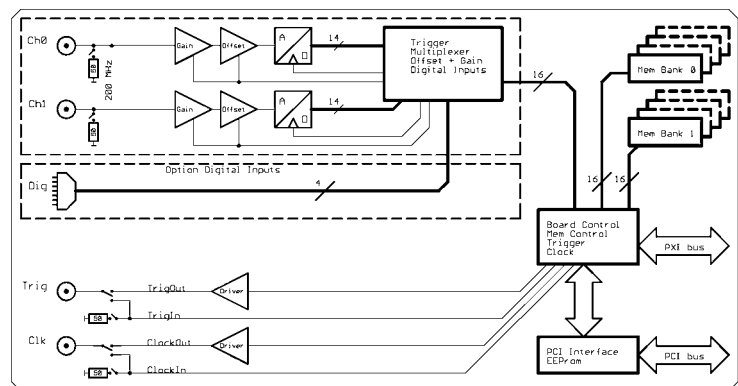 Ch0
50
200 MHz
Gain
Offset
A
D
14
Trigger
Multiplexer
Offset + Gain
Digital Inputs
16
Mem Bank 0
Ch1
50
Gain
Offset
A
D
14
Mem Bank 1
Option Digital Inputs
Dig
4
16
16
Board Control
Mem Control
Trigger
Clock
PXI bus
Trig
TrigOut
Driver
50
TrigIn
Clk
ClockOut
Driver
50
ClockIn
PCI Interface
EEProm
PCI bus